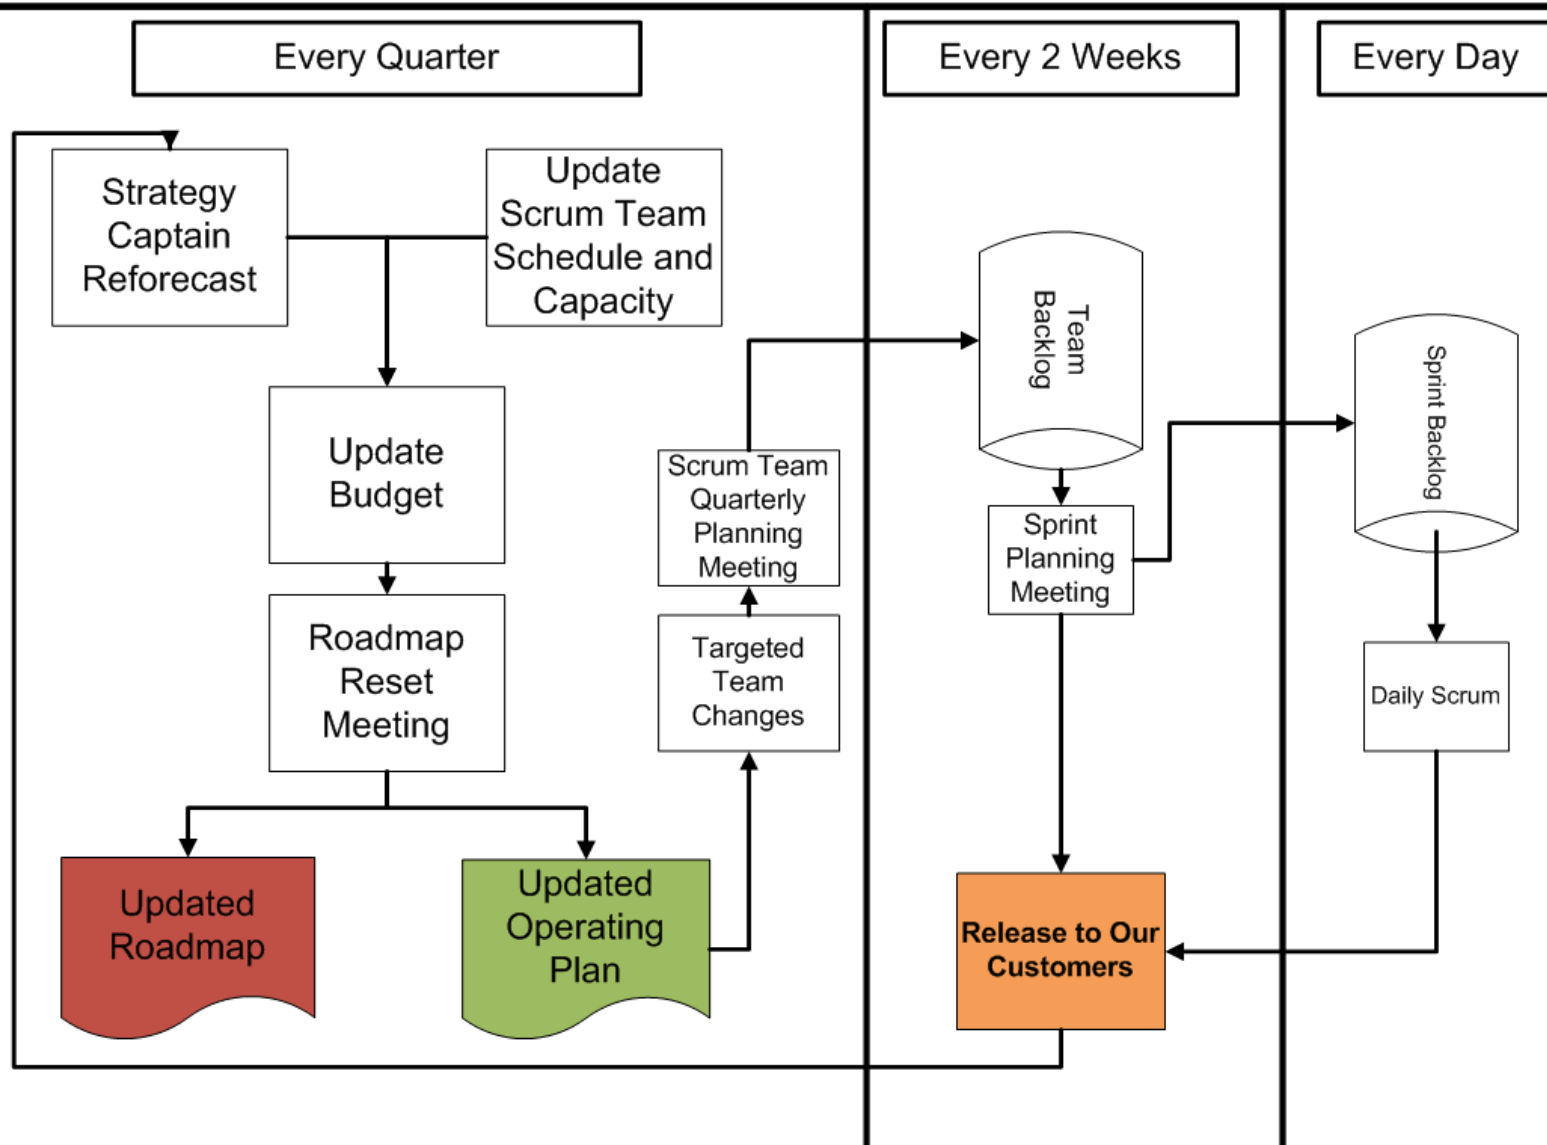 Every Quarter
Every 2 Weeks
Every Day
Strategy
Captain
Reforecast
Update
Scrum Team
Schedule and
Capacity
Update
Budget
Roadmap
Reset
Meeting
Updated
Roadmap
Updated
Operating
Plan
Scrum Team
Quarterly
Planning
Meeting
Targeted
Team
Changes
Team
Backlog
Sprint
Planning
Meeting
Release to Our
Customers
Sprint Backlog
Daily Scrum